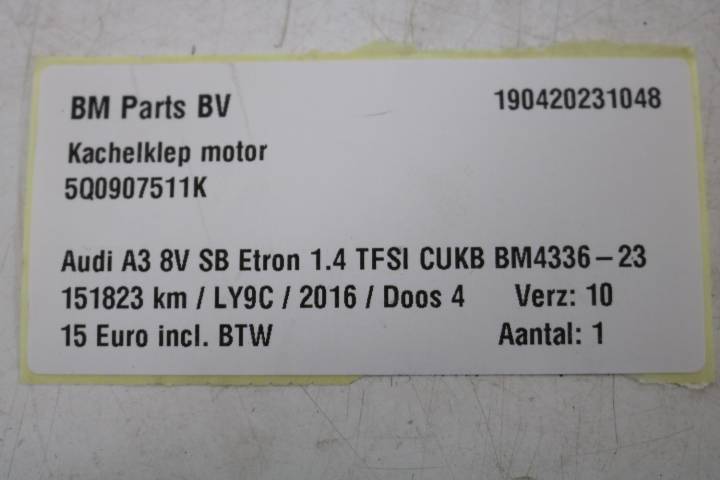 BM Parts BV 190420231048
Kachelklep motor
5Q0907511K
Audi A3 8V SB Etron 1.4 TFSI CUKB BM4336-23
151823 km / LY9C / 2016 / Doos 4 Verz: 10
15 Euro incl. BTW Aantal: 1